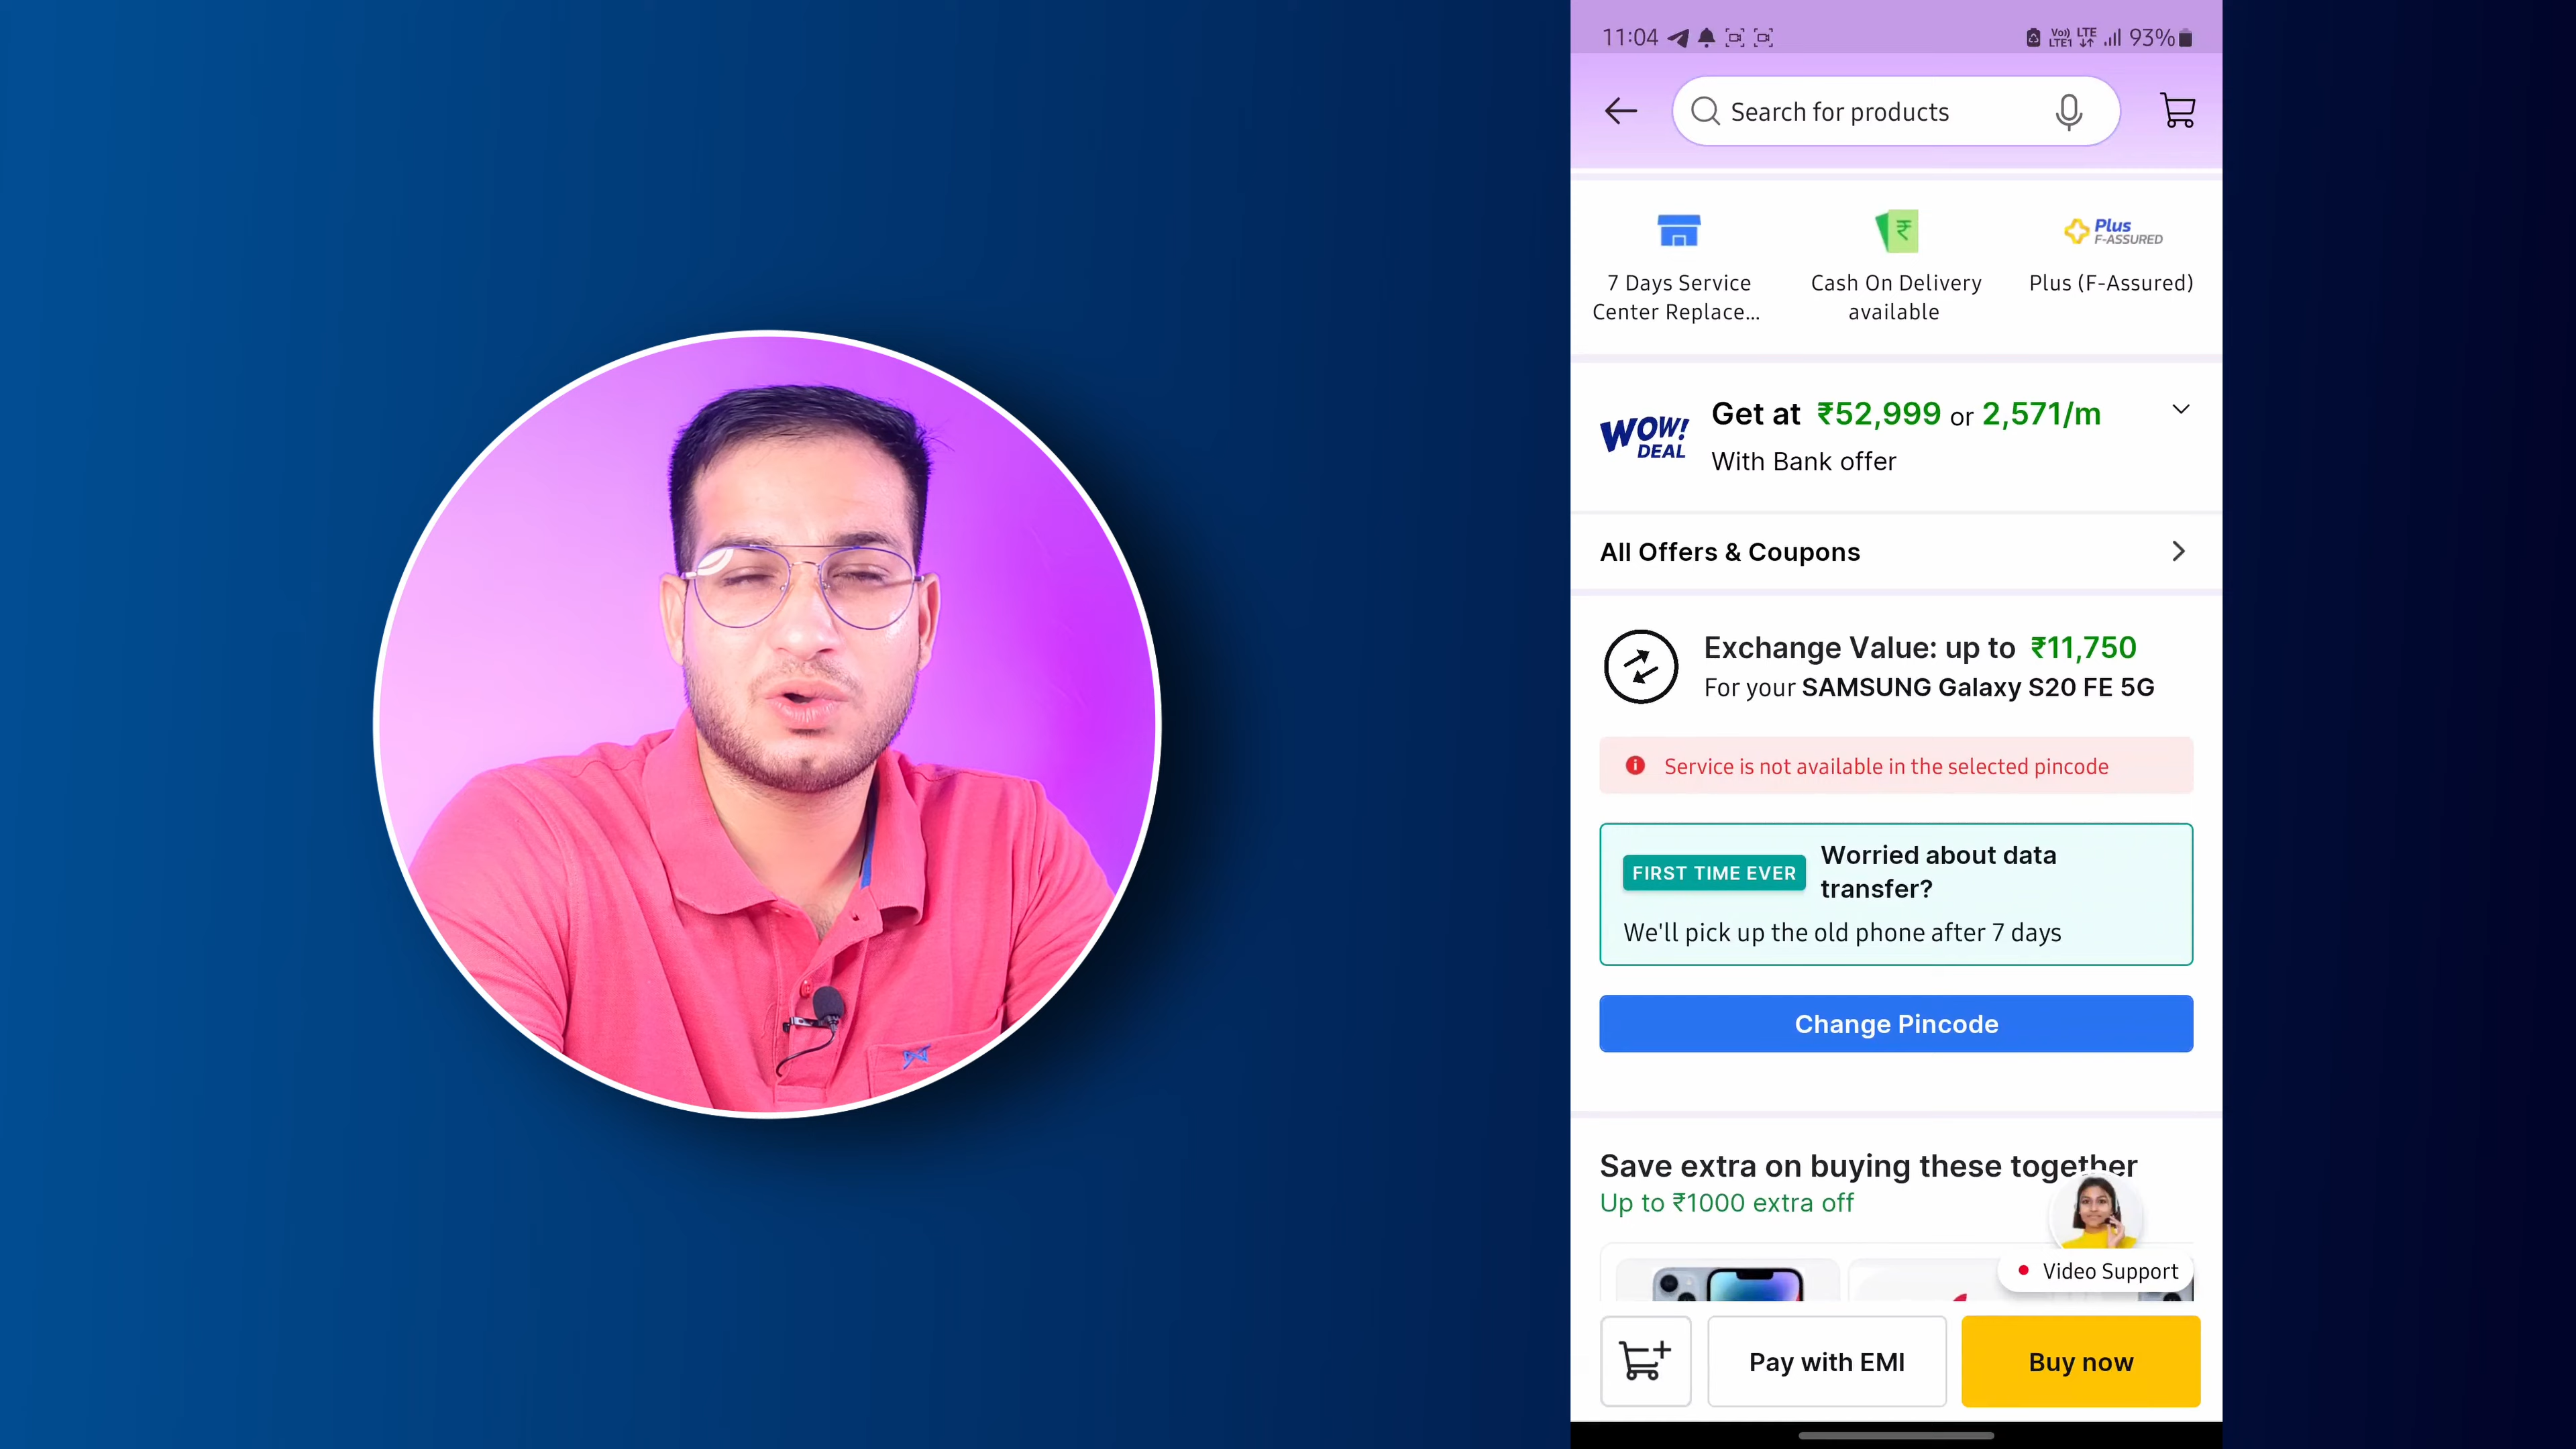 11:04
Vo)) LTE
LTE1
93%
Search for products
Plus
F-ASSURED
7 Days Service
Center Replace...
Cash On Delivery
available
Plus (F-Assured)
WOW!
DEAL
Get at ₹52,999 or 2,571/m
With Bank offer
All Offers & Coupons
Exchange Value: up to ₹11,750
For your SAMSUNG Galaxy S20 FE 5G
Service is not available in the selected pincode
FIRST TIME EVER
Worried about data
transfer?
We'll pick up the old phone after 7 days
Change Pincode
Save extra on buying these together
Up to ₹1000 extra off
Video Support
Pay with EMI
Buy now